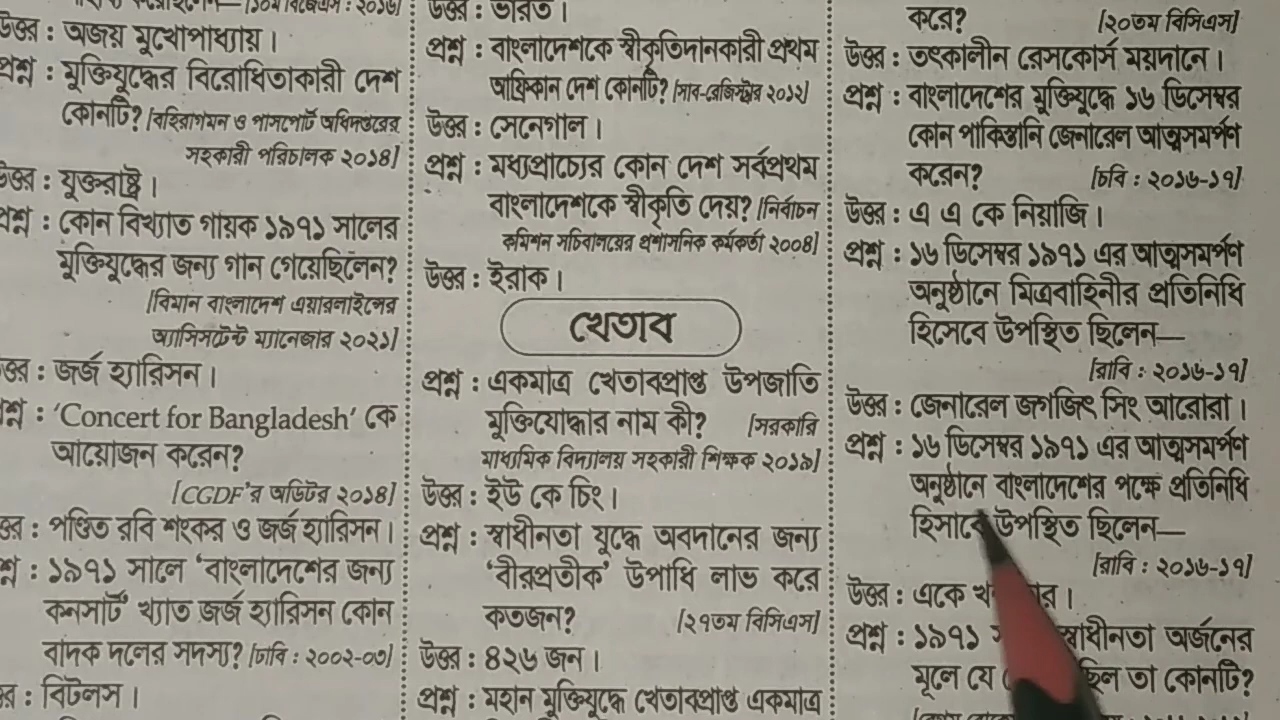 [১০ম বিজেএস : ২০১৬]
উত্তর : অজয় মুখোপাধ্যায়।
প্রশ্ন : মুক্তিযুদ্ধের বিরোধিতাকারী দেশ
কোনটি? [বহিরাগমন ও পাসপোর্ট অধিদপ্তরের
সহকারী পরিচালক ২০১৪]
উত্তর : যুক্তরাষ্ট্র।
প্রশ্ন : কোন বিখ্যাত গায়ক ১৯৭১ সালের
মুক্তিযুদ্ধের জন্য গান গেয়েছিলেন?
[বিমান বাংলাদেশ এয়ারলাইন্সের
অ্যাসিসটেন্ট ম্যানেজার ২০২১]
উত্তর : জর্জ হ্যারিসন।
প্রশ্ন : ‘Concert for Bangladesh’ কে
আয়োজন করেন?
[CGDF’র অডিটর ২০১৪]
উত্তর : পণ্ডিত রবি শংকর ও জর্জ হ্যারিসন।
প্রশ্ন : ১৯৭১ সালে ‘বাংলাদেশের জন্য
কনসার্ট’ খ্যাত জর্জ হ্যারিসন কোন
বাদক দলের সদস্য? [ঢাবি : ২০০২-০৩]
উত্তর : বিটলস।
উত্তর : ভারত।
প্রশ্ন : বাংলাদেশকে স্বীকৃতিদানকারী প্রথম
আফ্রিকান দেশ কোনটি? [সাব-রেজিস্ট্রার ২০১২]
উত্তর : সেনেগাল।
প্রশ্ন : মধ্যপ্রাচ্যের কোন দেশ সর্বপ্রথম
বাংলাদেশকে স্বীকৃতি দেয়? [নির্বাচন
কমিশন সচিবালয়ের প্রশাসনিক কর্মকর্তা ২০০৪]
উত্তর : ইরাক।
খেতাব
প্রশ্ন : একমাত্র খেতাবপ্রাপ্ত উপজাতি
মুক্তিযোদ্ধার নাম কী? [সরকারি
মাধ্যমিক বিদ্যালয় সহকারী শিক্ষক ২০১৯]
উত্তর : ইউ কে চিং।
প্রশ্ন : স্বাধীনতা যুদ্ধে অবদানের জন্য
‘বীরপ্রতীক’ উপাধি লাভ করে
কতজন? [২৭তম বিসিএস]
উত্তর : ৪২৬ জন।
প্রশ্ন : মহান মুক্তিযুদ্ধে খেতাবপ্রাপ্ত একমাত্র
করে? [২০তম বিসিএস]
উত্তর : তৎকালীন রেসকোর্স ময়দানে।
প্রশ্ন : বাংলাদেশের মুক্তিযুদ্ধে ১৬ ডিসেম্বর
কোন পাকিস্তানি জেনারেল আত্মসমর্পণ
করেন? [চবি : ২০১৬-১৭]
উত্তর : এ এ কে নিয়াজি।
প্রশ্ন : ১৬ ডিসেম্বর ১৯৭১ এর আত্মসমর্পণ
অনুষ্ঠানে মিত্রবাহিনীর প্রতিনিধি
হিসেবে উপস্থিত ছিলেন—
[রাবি : ২০১৬-১৭]
উত্তর : জেনারেল জগজিৎ সিং আরোরা।
প্রশ্ন : ১৬ ডিসেম্বর ১৯৭১ এর আত্মসমর্পণ
অনুষ্ঠানে বাংলাদেশের পক্ষে প্রতিনিধি
হিসাবে উপস্থিত ছিলেন—
[রাবি : ২০১৬-১৭]
উত্তর : একে
প্রশ্ন : ১৯৭১ স্বাধীনতা অর্জনের
মূলে যে ছিল তা কোনটি?